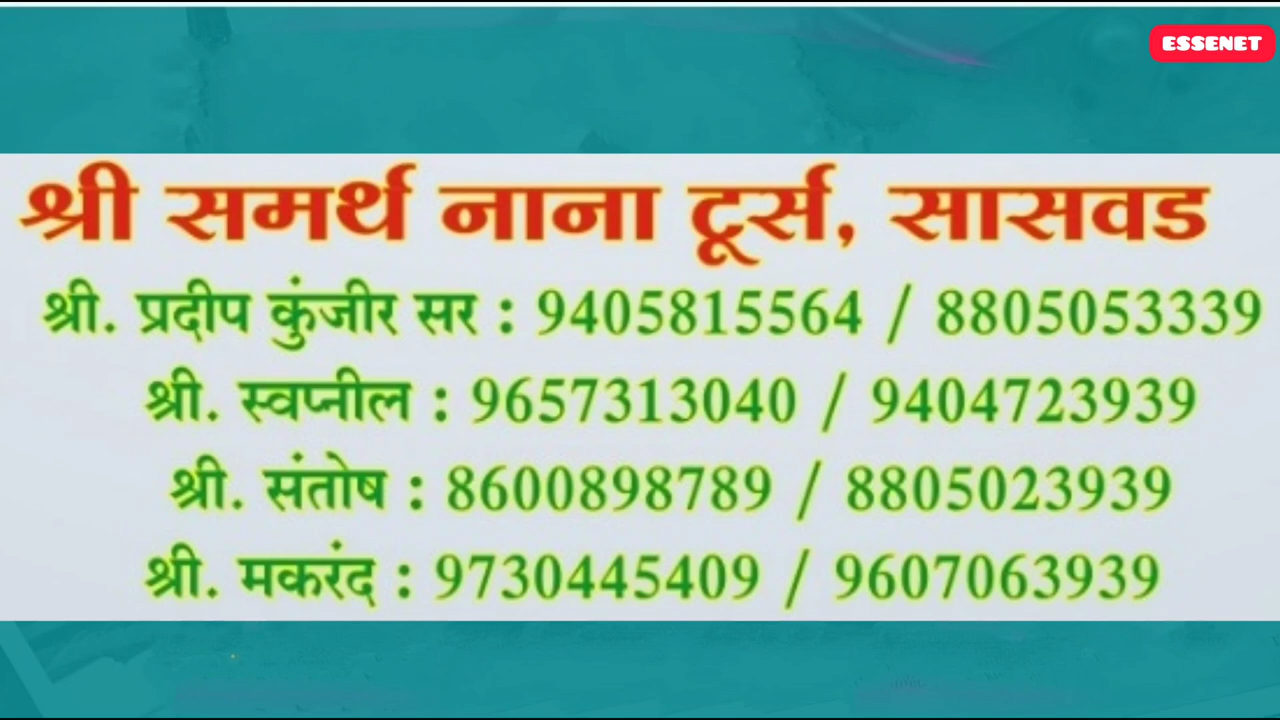 ESSENET
श्री समर्थ नाना टूर्स, सासवड
श्री. प्रदीप कुंजीर सर : 9405815564 / 8805053339
श्री. स्वप्नील : 9657313040 / 9404723939
श्री. संतोष : 8600898789 / 8805023939
श्री. मकरंद : 9730445409 / 9607063939